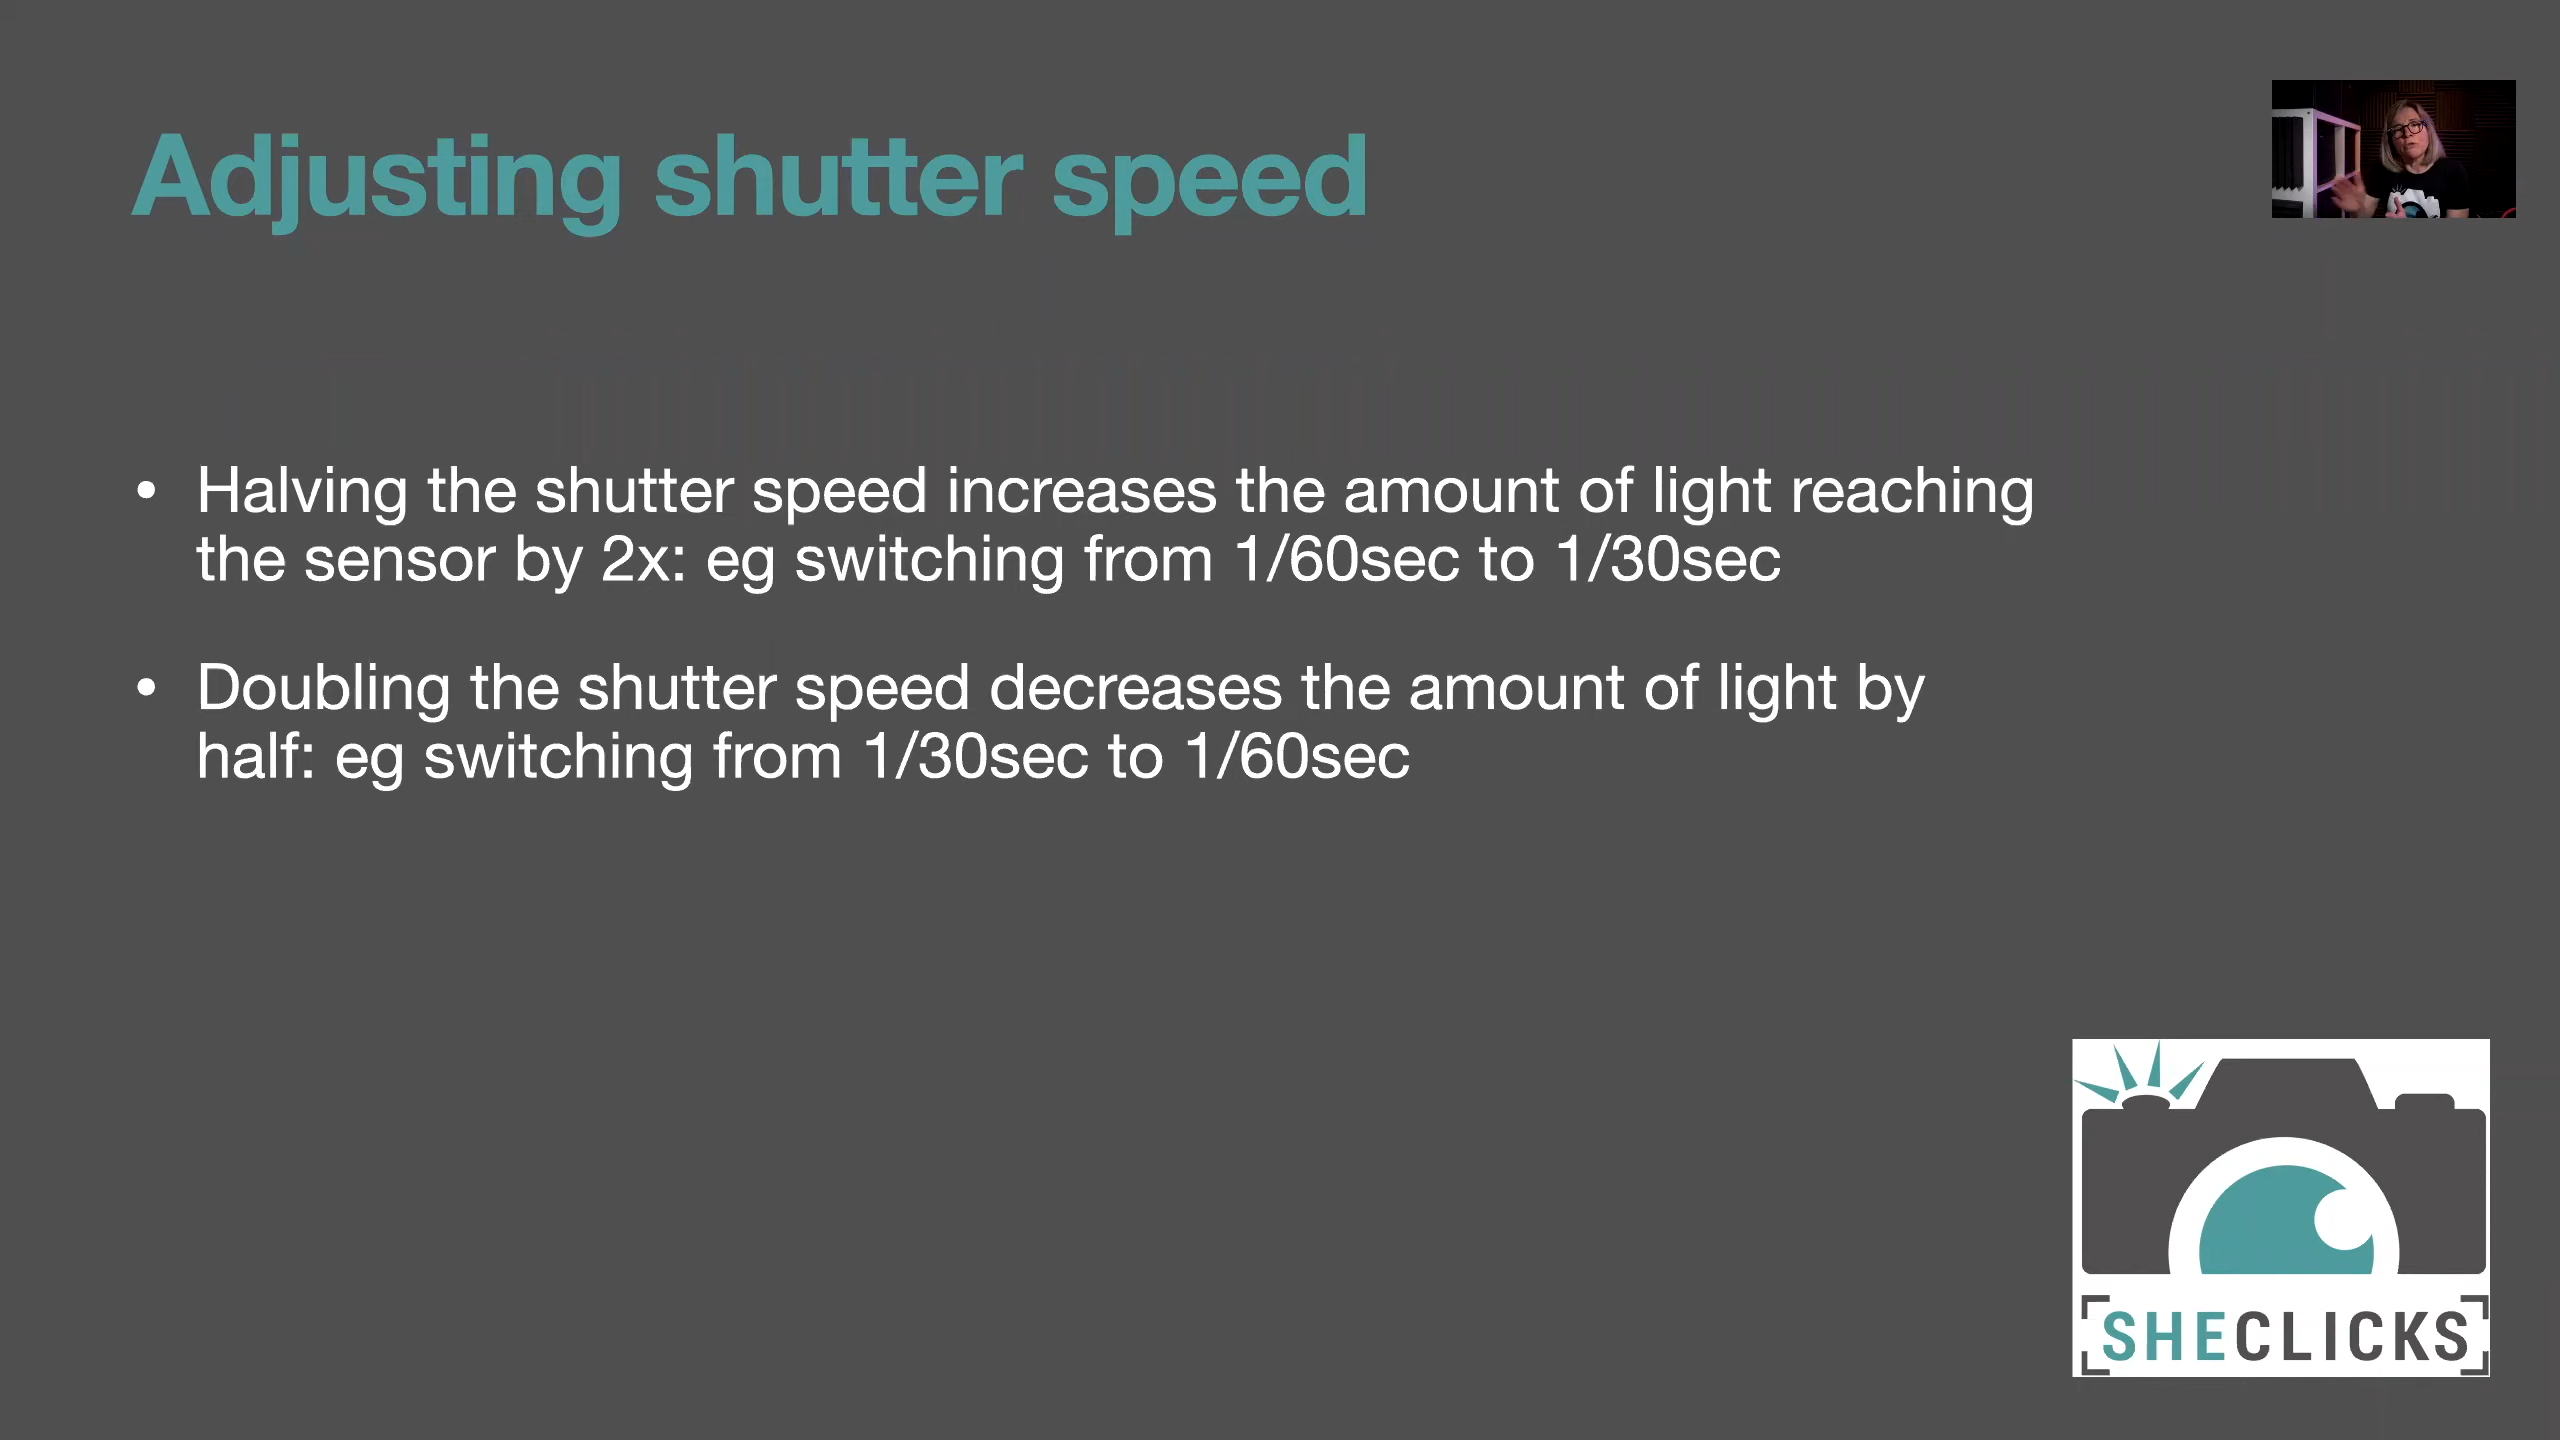 Adjusting shutter speed
• Halving the shutter speed increases the amount of light reaching
the sensor by 2x: eg switching from 1/60sec to 1/30sec
• Doubling the shutter speed decreases the amount of light by
half: eg switching from 1/30sec to 1/60sec
SHECLICKS